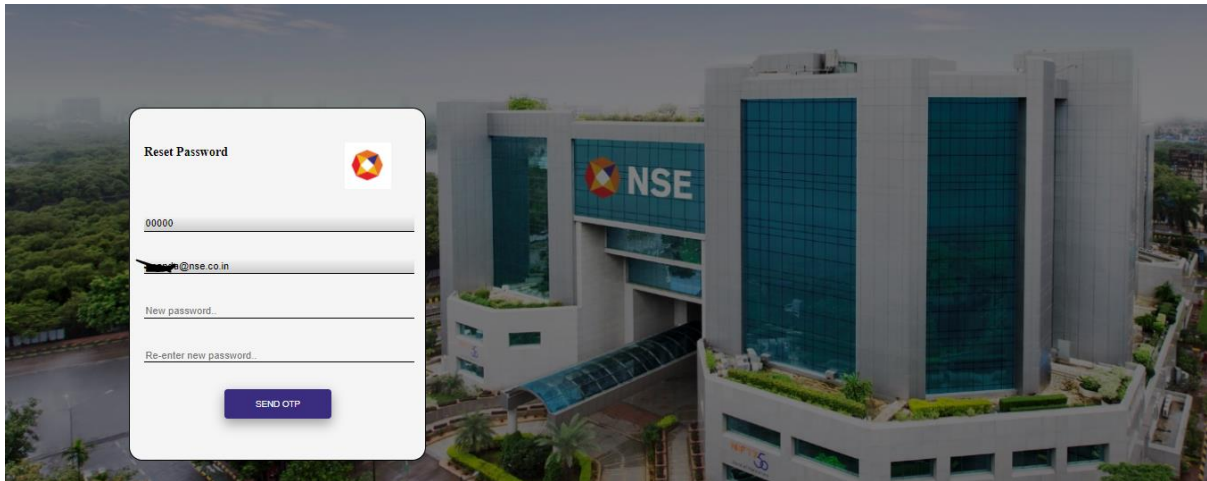 Reset Password
00000
@nse.co.in
New password..
Re-enter new password..
SEND OTP
NSE